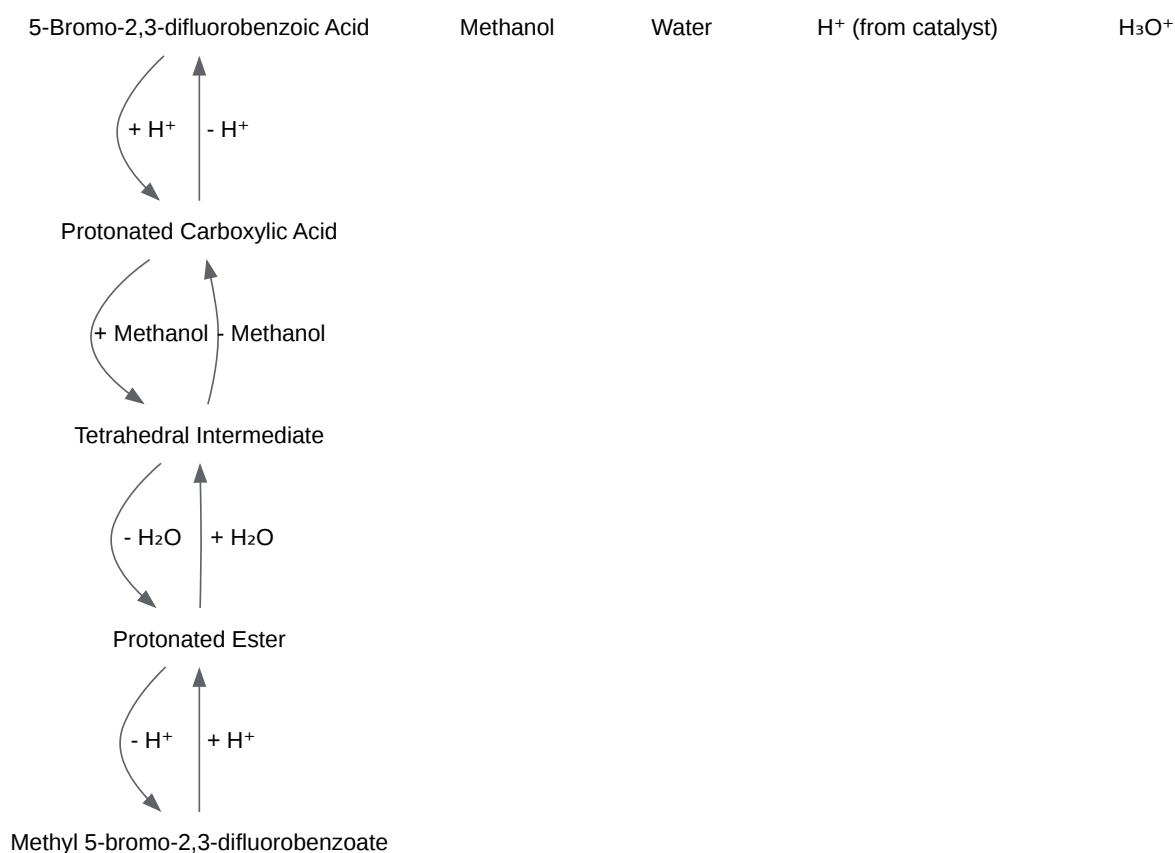 5-Bromo-2,3-difluorobenzoic Acid
Methanol
Water
H⁺ (from catalyst)
H₃O⁺
+ H⁺
- H⁺
Protonated Carboxylic Acid
+ Methanol
- Methanol
Tetrahedral Intermediate
- H₂O
+ H₂O
Protonated Ester
- H⁺
+ H⁺
Methyl 5-bromo-2,3-difluorobenzoate